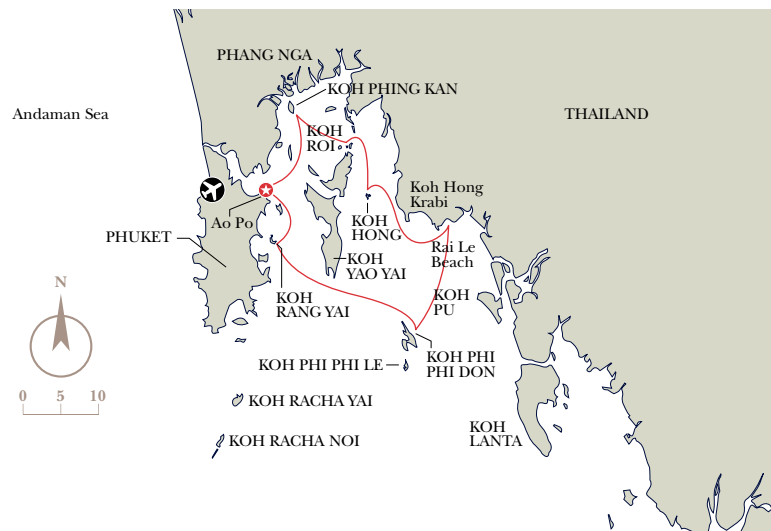 PHANG NGA
KOH PHING KAN
Andaman Sea
THAILAND
KOH
ROI
Koh Hong
Krabi
Ao Po
KOH
HONG
PHUKET
Rai Le
Beach
KOH
YAO YAI
N
KOH
RANG YAI
KOH
PU
KOH PHI PHI LE
KOH PHI
PHI DON
0 5 10
KOH RACHA YAI
KOH RACHA NOI
KOH
LANTA